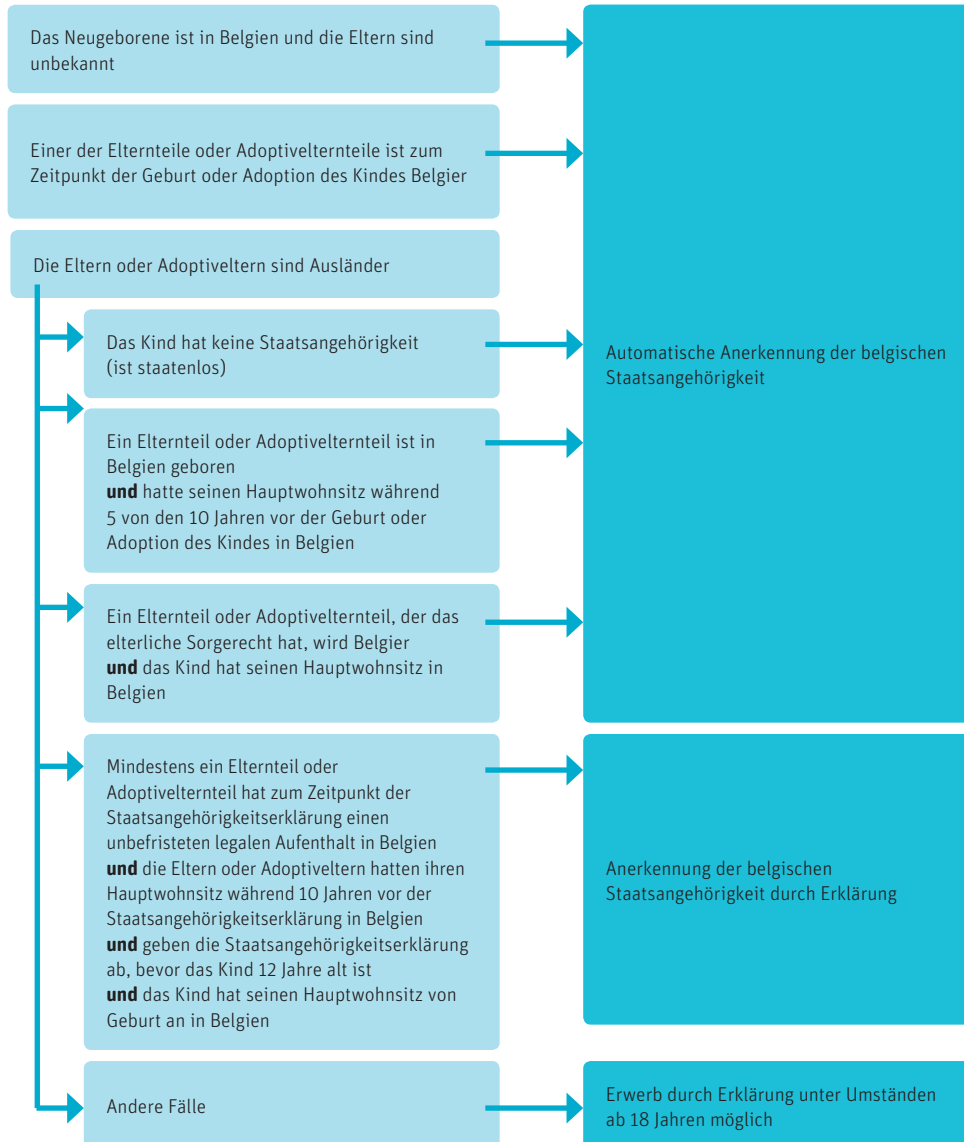 Das Neugeborene ist in Belgien und die Eltern sind
unbekannt
Einer der Elternteile oder Adoptivelternteile ist zum
Zeitpunkt der Geburt oder Adoption des Kindes Belgier
Die Eltern oder Adoptiveltern sind Ausländer
Das Kind hat keine Staatsangehörigkeit
(ist staatenlos)
Ein Elternteil oder Adoptivelternteil ist in
Belgien geboren
und hatte seinen Hauptwohnsitz während
5 von den 10 Jahren vor der Geburt oder
Adoption des Kindes in Belgien
Ein Elternteil oder Adoptivelternteil, der das
elterliche Sorgerecht hat, wird Belgier
und das Kind hat seinen Hauptwohnsitz in
Belgien
Automatische Anerkennung der belgischen
Staatsangehörigkeit
Mindestens ein Elternteil oder
Adoptivelternteil hat zum Zeitpunkt der
Staatsangehörigkeitserklärung einen
unbefristeten legalen Aufenthalt in Belgien
und die Eltern oder Adoptiveltern hatten ihren
Hauptwohnsitz während 10 Jahren vor der
Staatsangehörigkeitserklärung in Belgien
und geben die Staatsangehörigkeitserklärung
ab, bevor das Kind 12 Jahre alt ist
und das Kind hat seinen Hauptwohnsitz von
Geburt an in Belgien
Anerkennung der belgischen
Staatsangehörigkeit durch Erklärung
Andere Fälle
Erwerb durch Erklärung unter Umständen
ab 18 Jahren möglich